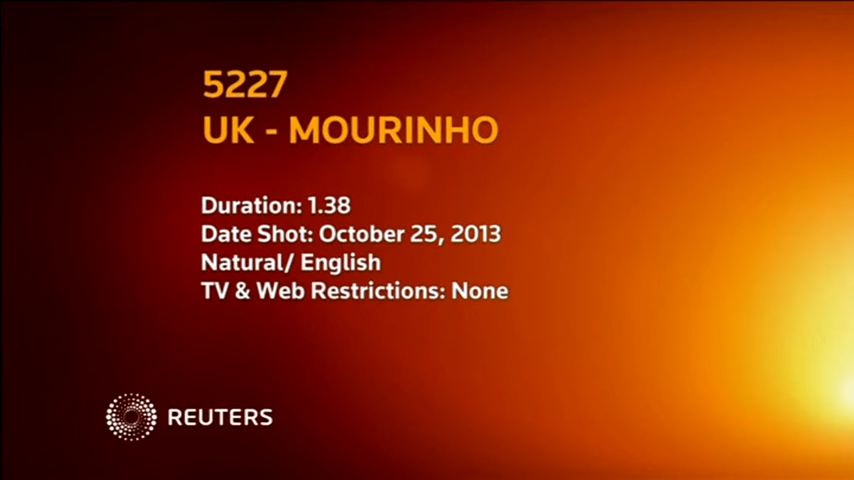 5227
UK - MOURINHO
Duration: 1.38
Date Shot: October 25, 2013
Natural/ English
TV & Web Restrictions: None
REUTERS